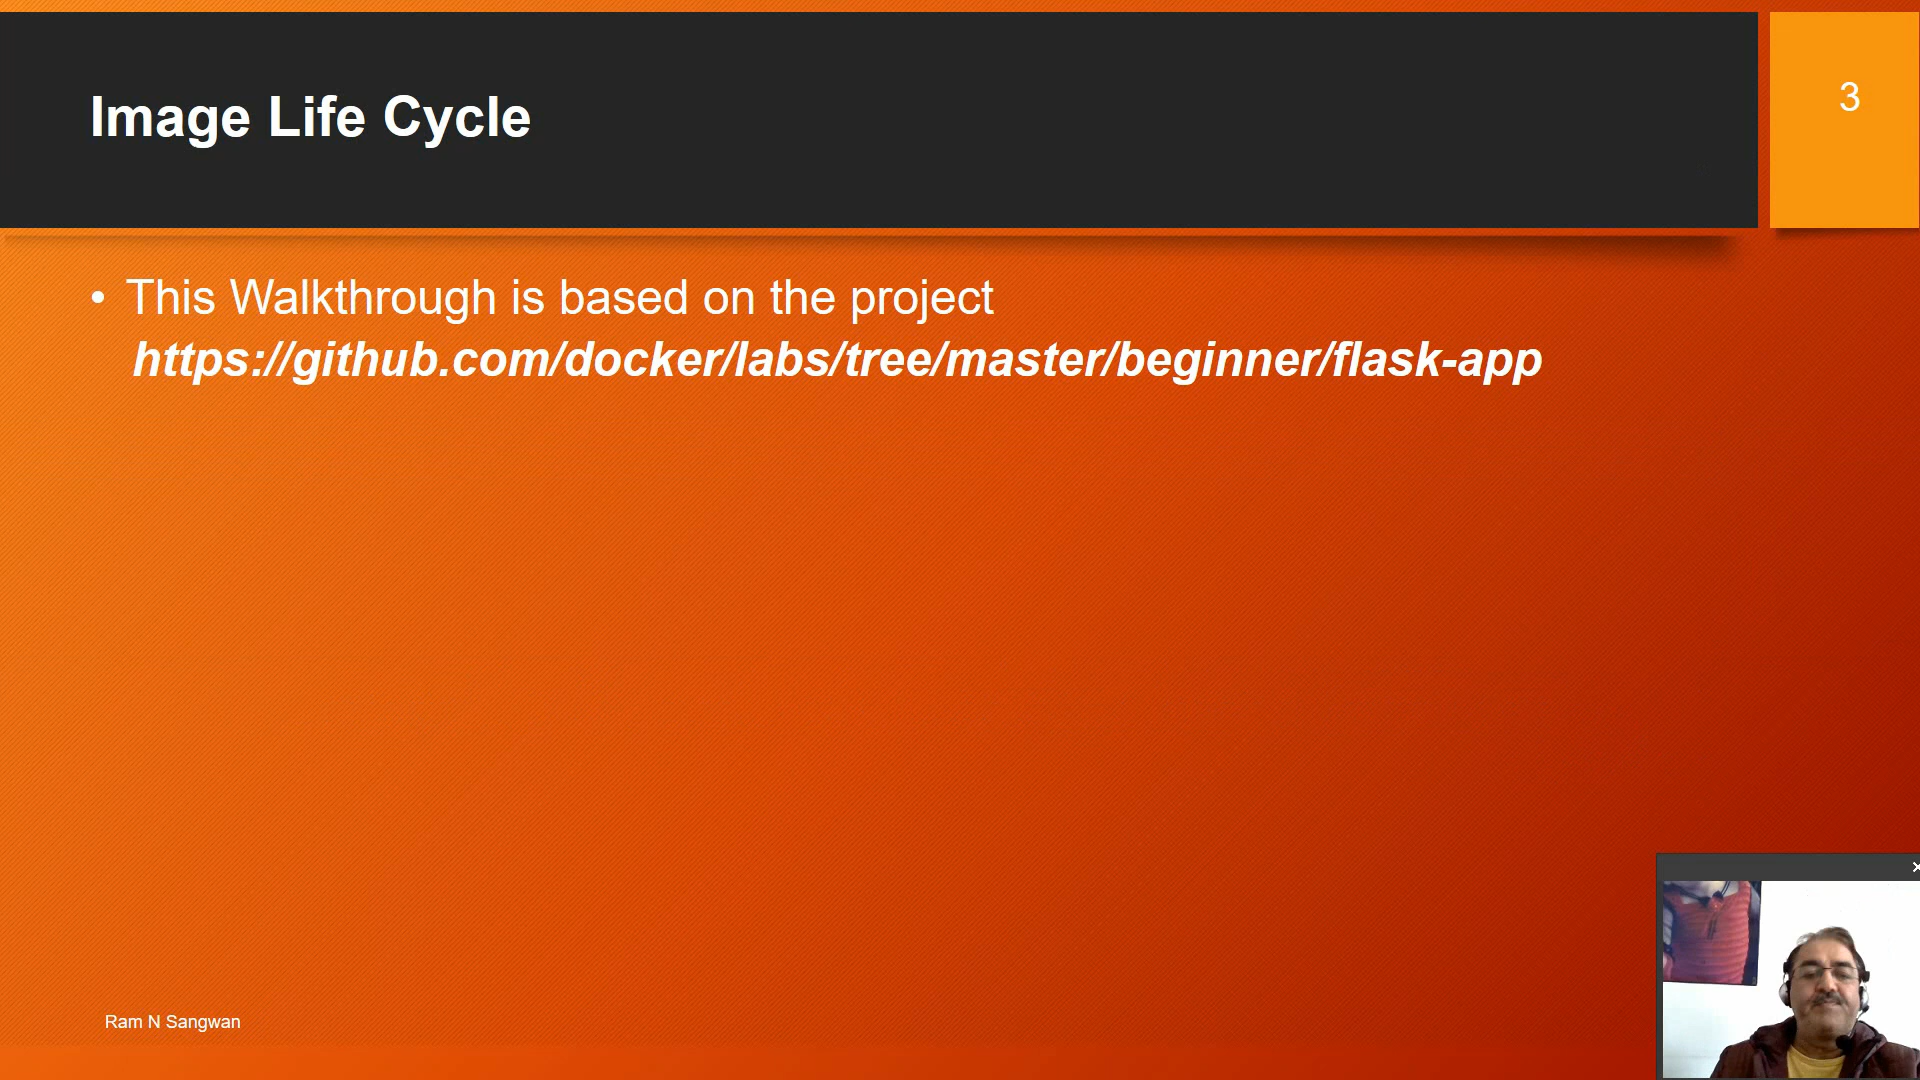 Image Life Cycle
3
• This Walkthrough is based on the project
https://github.com/docker/labs/tree/master/beginner/flask-app
Ram N Sangwan